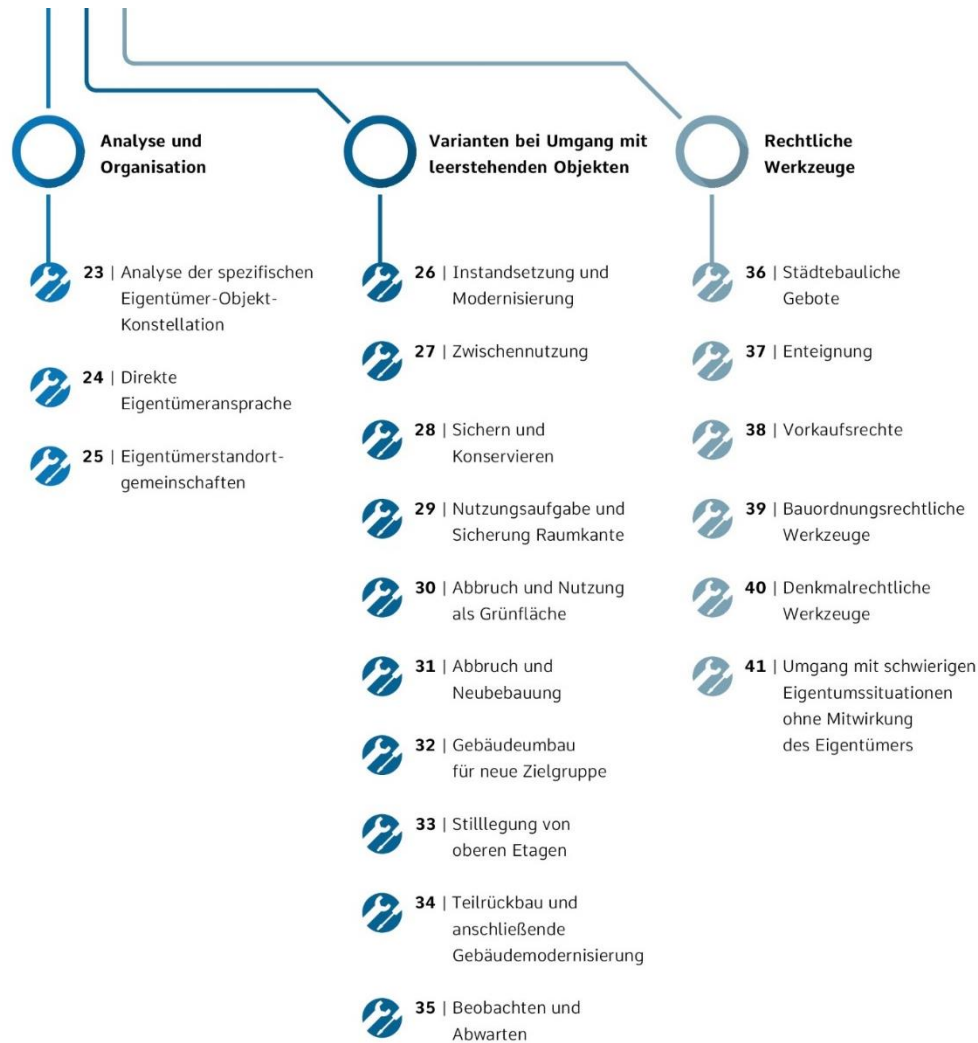 Analyse und
Organisation
23 | Analyse der spezifischen
Eigentümer-Objekt-
Konstellation
24 | Direkte
Eigentümeransprache
25 | Eigentümerstandort-
gemeinschaften
Varianten bei Umgang mit
leerstehenden Objekten
26 | Instandsetzung und
Modernisierung
27 | Zwischennutzung
28 | Sichern und
Konservieren
29 | Nutzungsaufgabe und
Sicherung Raumkante
30 | Abbruch und Nutzung
als Grünfläche
31 | Abbruch und
Neubebauung
32 | Gebäudeumbau
für neue Zielgruppe
33 | Stilllegung von
oberen Etagen
34 | Teilrückbau und
anschließende
Gebäudemodernisierung
35 | Beobachten und
Abwarten
Rechtliche
Werkzeuge
36 | Städtebauliche
Gebote
37 | Enteignung
38 | Vorkaufsrechte
39 | Bauordnungsrechtliche
Werkzeuge
40 | Denkmalrechtliche
Werkzeuge
41 | Umgang mit schwierigen
Eigentumssituationen
ohne Mitwirkung
des Eigentümers